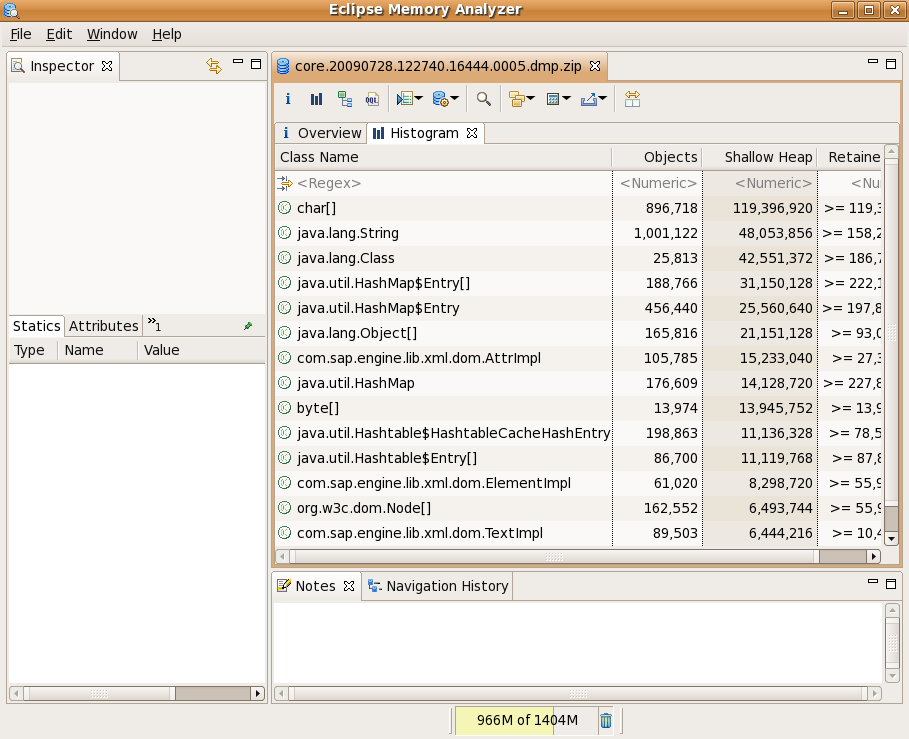 Eclipse Memory Analyzer
File Edit Window Help
Inspector
Statics Attributes »1
Type Name Value
core.20090728.122740.16444.0005.dmp.zip
i OQL
i Overview Histogram
Class Name Objects Shallow Heap Retaine
<Regex> <Numeric> <Numeric> <Nu
char[] 896,718 119,396,920 >= 119,3
java.lang.String 1,001,122 48,053,856 >= 158,2
java.lang.Class 25,813 42,551,372 >= 186,7
java.util.HashMap$Entry[] 188,766 31,150,128 >= 222,1
java.util.HashMap$Entry 456,440 25,560,640 >= 197,8
java.lang.Object[] 165,816 21,151,128 >= 93,0
com.sap.engine.lib.xml.dom.AttrImpl 105,785 15,233,040 >= 27,3
java.util.HashMap 176,609 14,128,720 >= 227,8
byte[] 13,974 13,945,752 >= 13,9
java.util.Hashtable$HashtableCacheHashEntry 198,863 11,136,328 >= 78,5
java.util.Hashtable$Entry[] 86,700 11,119,768 >= 87,8
com.sap.engine.lib.xml.dom.ElementImpl 61,020 8,298,720 >= 55,9
org.w3c.dom.Node[] 162,552 6,493,744 >= 55,9
com.sap.engine.lib.xml.dom.TextImpl 89,503 6,444,216 >= 10,4
Notes Navigation History
966M of 1404M